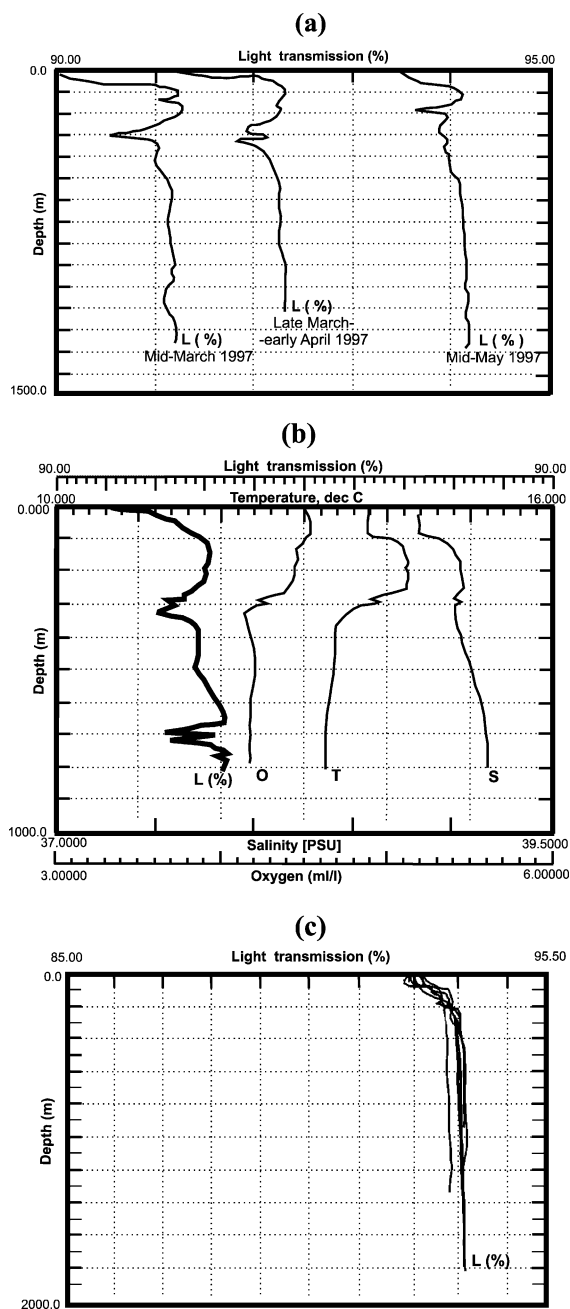 (a)
Light transmission (%)
90.00 95.00
0.0
Depth (m)
L ( %)
Mid-March 1997
L ( %)
Late March-
-early April 1997
L ( % )
Mid-May 1997
1500.0
(b)
Light transmission (%)
90.00 90.00
Temperature, dec C
10.000 16.000
0.000
Depth (m)
L (%) O T S
1000.0
37.0000 Salinity [PSU] 39.5000
3.00000 Oxygen (ml/l) 6.00000
(c)
Light transmission (%)
85.00 95.50
0.0
Depth (m)
L (%)
2000.0